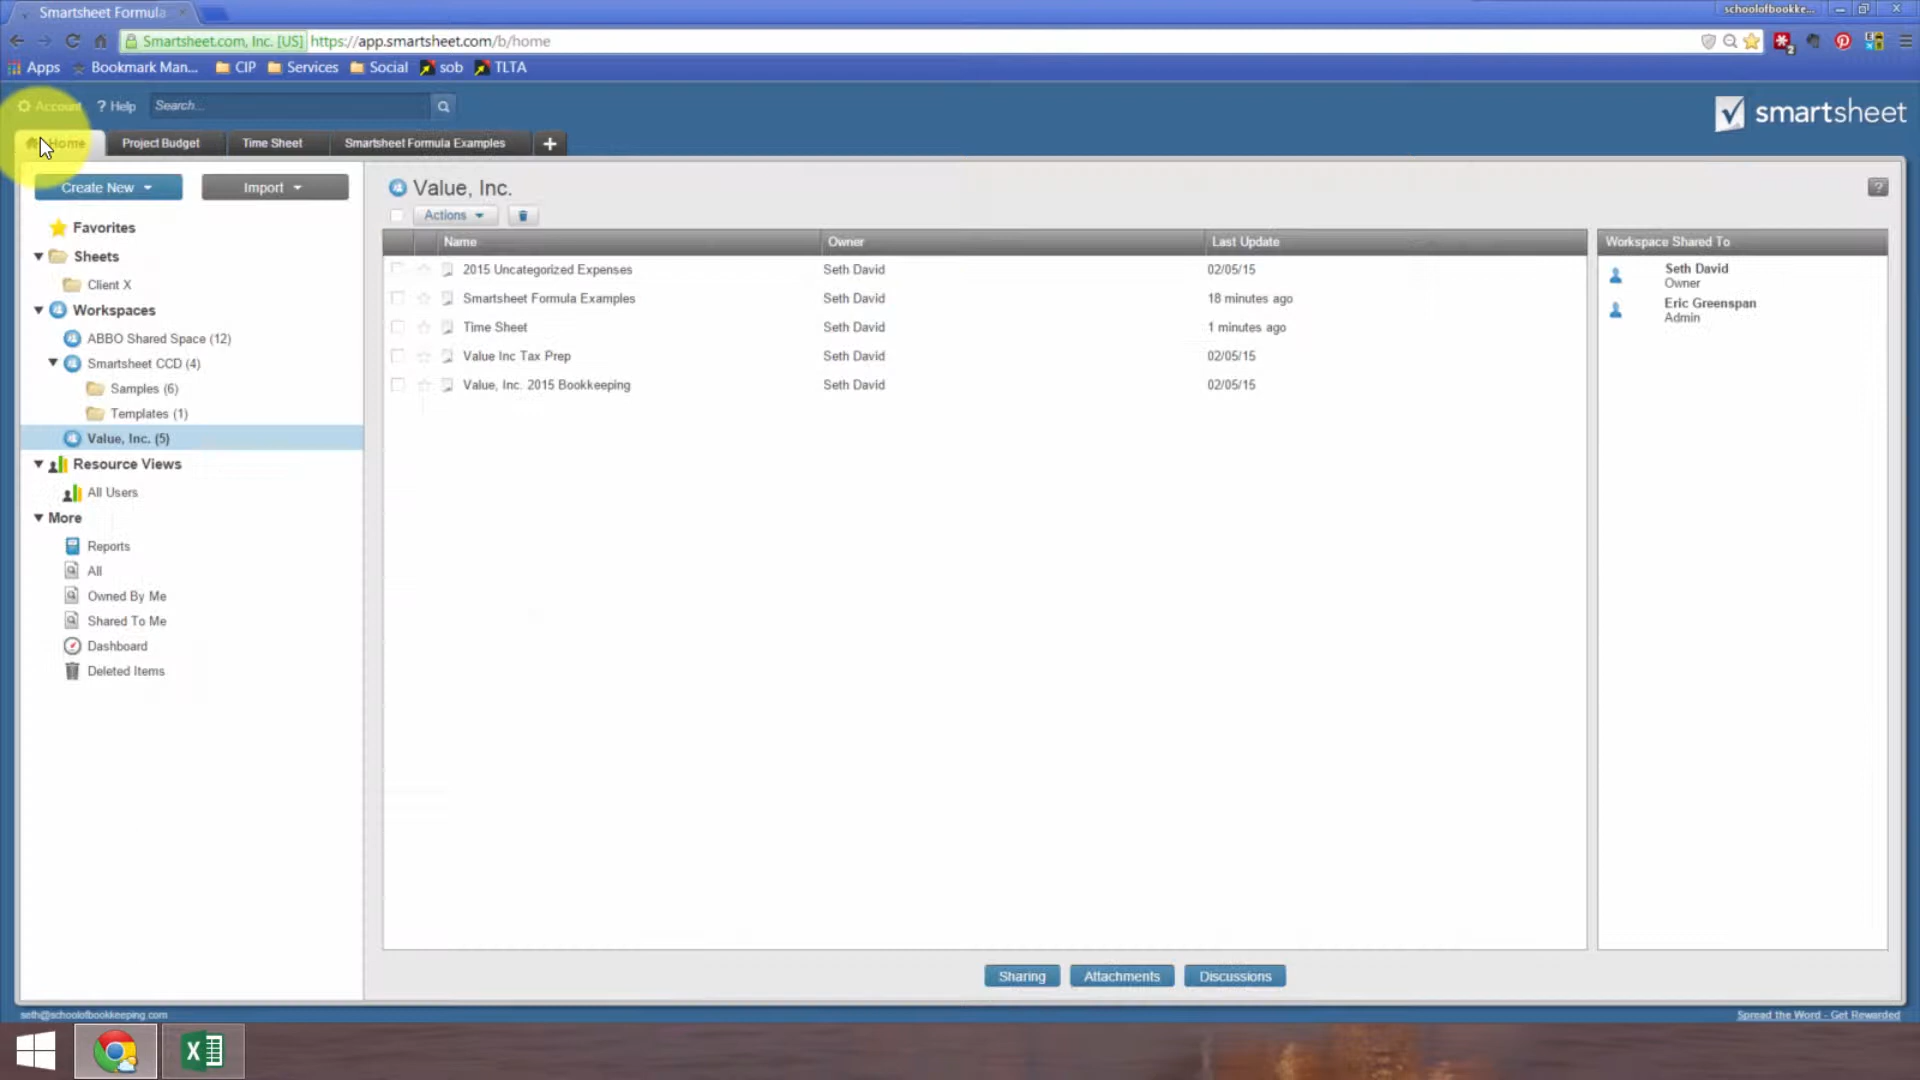 Smartsheet Formula
schoolofbookke...
Smartsheet.com, Inc. [US] https://app.smartsheet.com/b/home
Apps Bookmark Man... CIP Services Social sob TLTA
Account ? Help Search...
smartsheet
Home Project Budget Time Sheet Smartsheet Formula Examples +
Create New Import
Value, Inc.
?
Actions
Favorites
Sheets
Client X
Workspaces
ABBO Shared Space (12)
Smartsheet CCD (4)
Samples (6)
Templates (1)
Value, Inc. (5)
Resource Views
All Users
More
Reports
All
Owned By Me
Shared To Me
Dashboard
Deleted Items
Name Owner Last Update
2015 Uncategorized Expenses Seth David 02/05/15
Smartsheet Formula Examples Seth David 18 minutes ago
Time Sheet Seth David 1 minutes ago
Value Inc Tax Prep Seth David 02/05/15
Value, Inc. 2015 Bookkeeping Seth David 02/05/15
Workspace Shared To
Seth David
Owner
Eric Greenspan
Admin
Sharing Attachments Discussions
seth@schoolofbookkeeping.com
Spread the Word - Get Rewarded